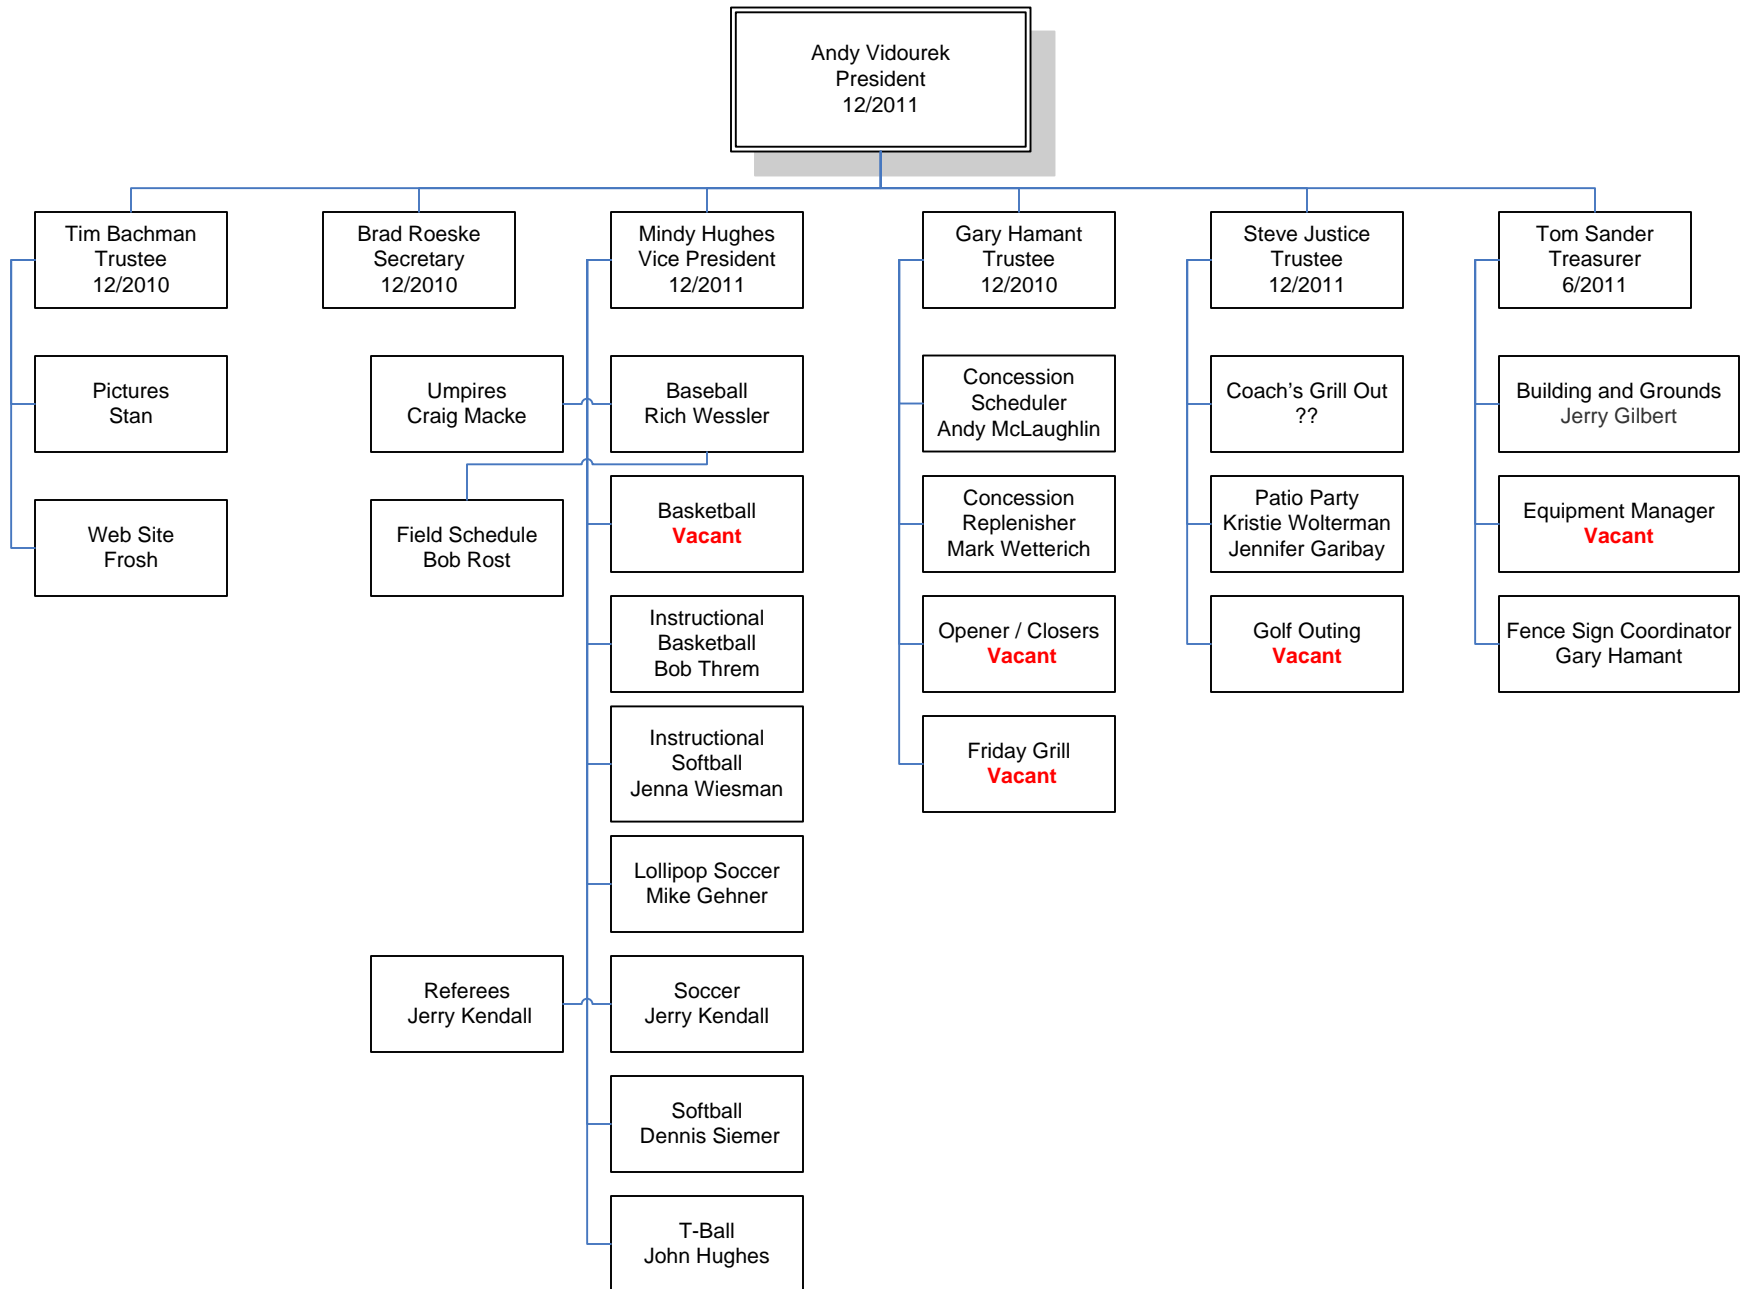 Andy Vidourek
President
12/2011
Tim Bachman
Trustee
12/2010
Brad Roeske
Secretary
12/2010
Mindy Hughes
Vice President
12/2011
Gary Hamant
Trustee
12/2010
Steve Justice
Trustee
12/2011
Tom Sander
Treasurer
6/2011
Pictures
Stan
Umpires
Craig Macke
Baseball
Rich Wessler
Concession
Scheduler
Andy McLaughlin
Coach's Grill Out
??
Building and Grounds
Jerry Gilbert
Web Site
Frosh
Field Schedule
Bob Rost
Basketball
Vacant
Concession
Replenisher
Mark Wetterich
Patio Party
Kristie Wolterman
Jennifer Garibay
Equipment Manager
Vacant
Instructional
Basketball
Bob Threm
Opener / Closers
Vacant
Golf Outing
Vacant
Fence Sign Coordinator
Gary Hamant
Instructional
Softball
Jenna Wiesman
Friday Grill
Vacant
Lollipop Soccer
Mike Gehner
Referees
Jerry Kendall
Soccer
Jerry Kendall
Softball
Dennis Siemer
T-Ball
John Hughes